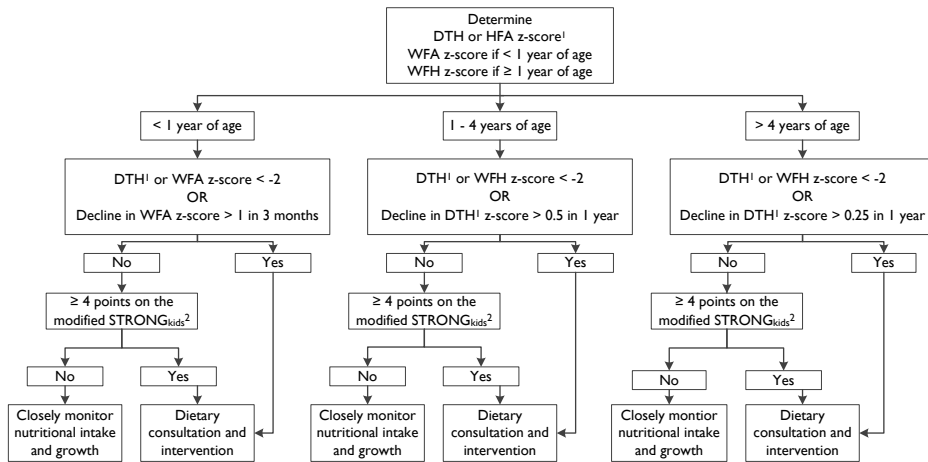 Determine
DTH or HFA z-score¹
WFA z-score if < 1 year of age
WFH z-score if ≥ 1 year of age
< 1 year of age
1 - 4 years of age
> 4 years of age
DTH¹ or WFA z-score < -2
OR
Decline in WFA z-score > 1 in 3 months
DTH¹ or WFH z-score < -2
OR
Decline in DTH¹ z-score > 0.5 in 1 year
DTH¹ or WFH z-score < -2
OR
Decline in DTH¹ z-score > 0.25 in 1 year
No
Yes
No
Yes
No
Yes
≥ 4 points on the
modified STRONGkids²
≥ 4 points on the
modified STRONGkids²
≥ 4 points on the
modified STRONGkids²
No
Yes
No
Yes
No
Yes
Closely monitor
nutritional intake
and growth
Dietary
consultation and
intervention
Closely monitor
nutritional intake
and growth
Dietary
consultation and
intervention
Closely montior
nutritional intake
and growth
Dietary
consultation and
intervention